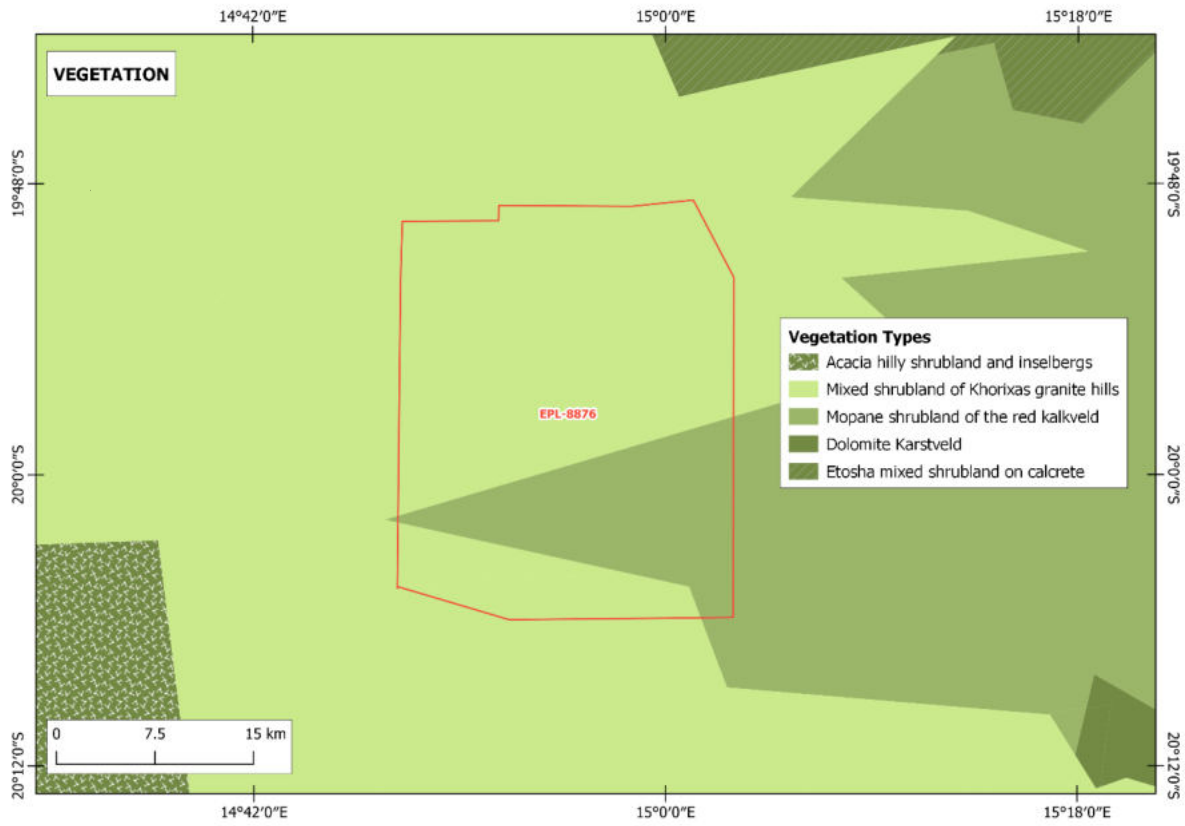 14°42'0"E 15°0'0"E 15°18'0"E
VEGETATION
19°48'0"S 19°48'0"S
Vegetation Types
Acacia hilly shrubland and inselbergs
Mixed shrubland of Khorixas granite hills
Mopane shrubland of the red kalkveld
Dolomite Karstveld
Etosha mixed shrubland on calcrete
EPL-8876
20°0'0"S 20°0'0"S
0 7.5 15 km
20°12'0"S 20°12'0"S
14°42'0"E 15°0'0"E 15°18'0"E